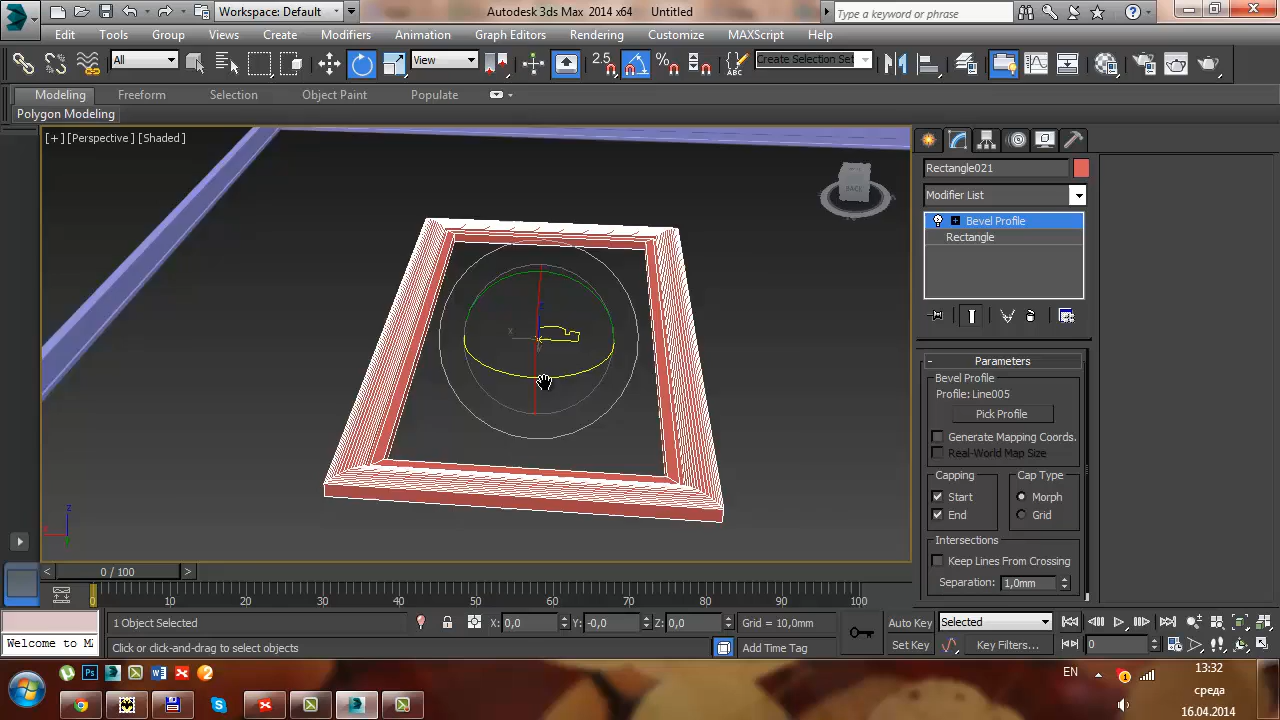 Workspace: Default
Autodesk 3ds Max 2014 x64 Untitled
Type a keyword or phrase
Edit Tools Group Views Create Modifiers Animation Graph Editors Rendering Customize MAXScript Help
All
View
2.5
Create Selection Set
Modeling Freeform Selection Object Paint Populate
Polygon Modeling
[+] [Perspective] [Shaded]
BACK
Rectangle021
Modifier List
Bevel Profile
Rectangle
Parameters
Bevel Profile
Profile: Line005
Pick Profile
Generate Mapping Coords.
Real-World Map Size
Capping
Cap Type
Start
Morph
End
Grid
Intersections
Keep Lines From Crossing
Separation: 1,0mm
0 / 100
0 10 20 30 40 50 60 70 80 90 100
1 Object Selected
X: 0,0 Y: -0,0 Z: 0,0
Grid = 10,0mm
Auto Key
Selected
Welcome to
Click or click-and-drag to select objects
Add Time Tag
Set Key
Key Filters...
0
EN
13:32
среда
16.04.2014